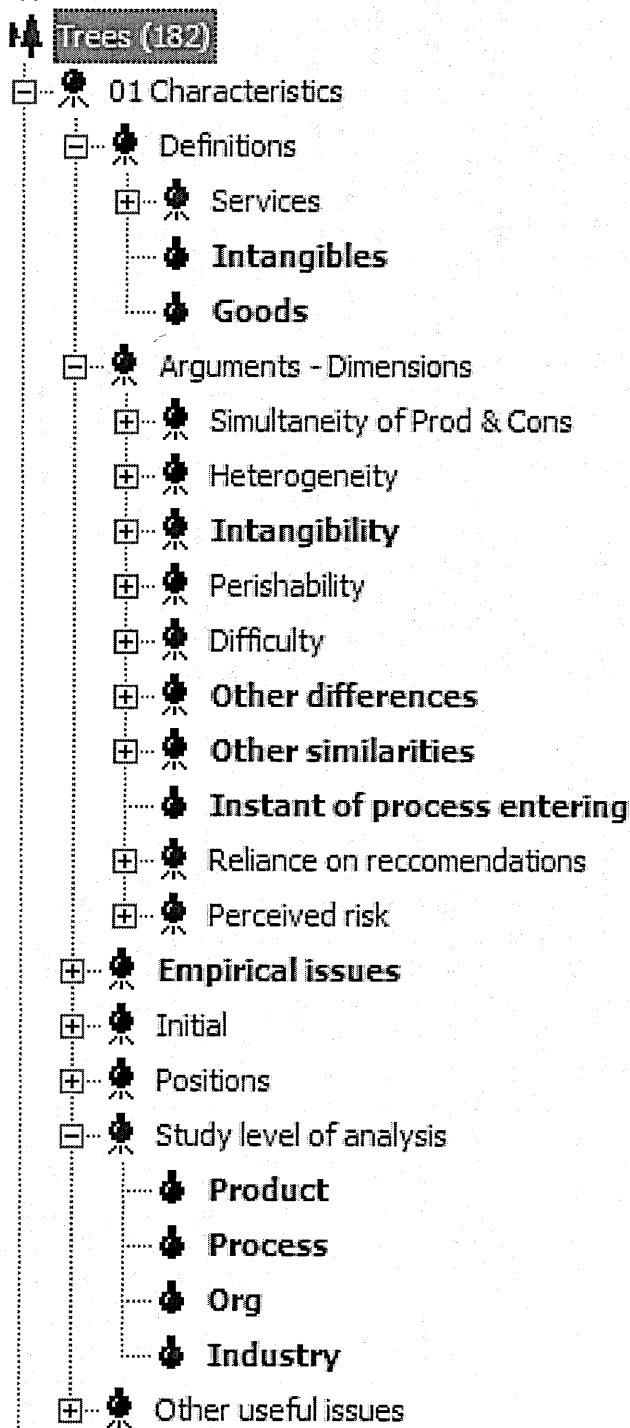 Trees (182)
01 Characteristics
Definitions
Services
Intangibles
Goods
Arguments - Dimensions
Simultaneity of Prod & Cons
Heterogeneity
Intangibility
Perishability
Difficulty
Other differences
Other similarities
Instant of process entering
Reliance on reccomendations
Perceived risk
Empirical issues
Initial
Positions
Study level of analysis
Product
Process
Org
Industry
Other useful issues